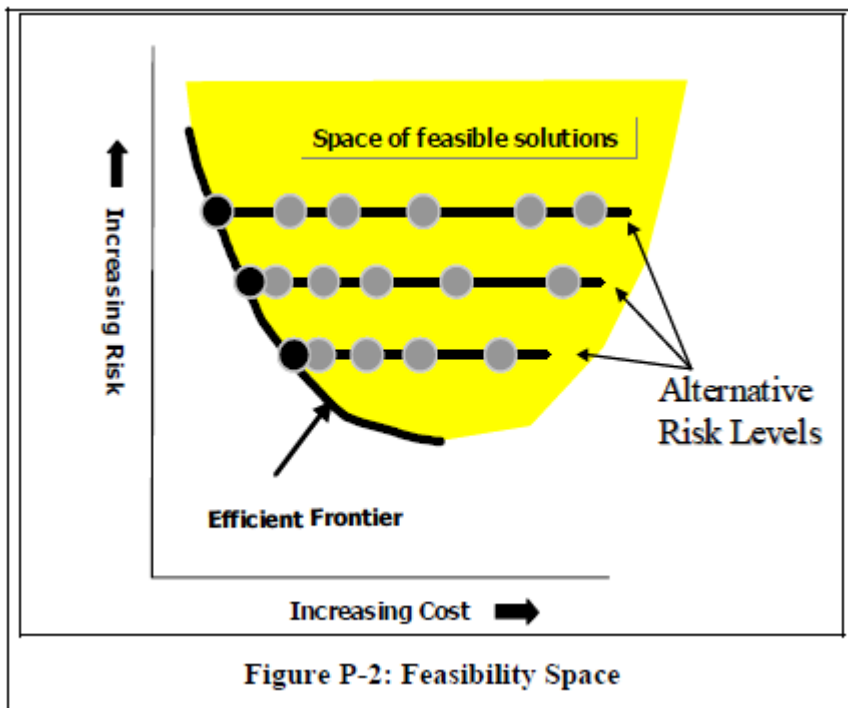 Space of feasible solutions
Increasing Risk
Alternative
Risk Levels
Efficient Frontier
Increasing Cost
Figure P-2: Feasibility Space